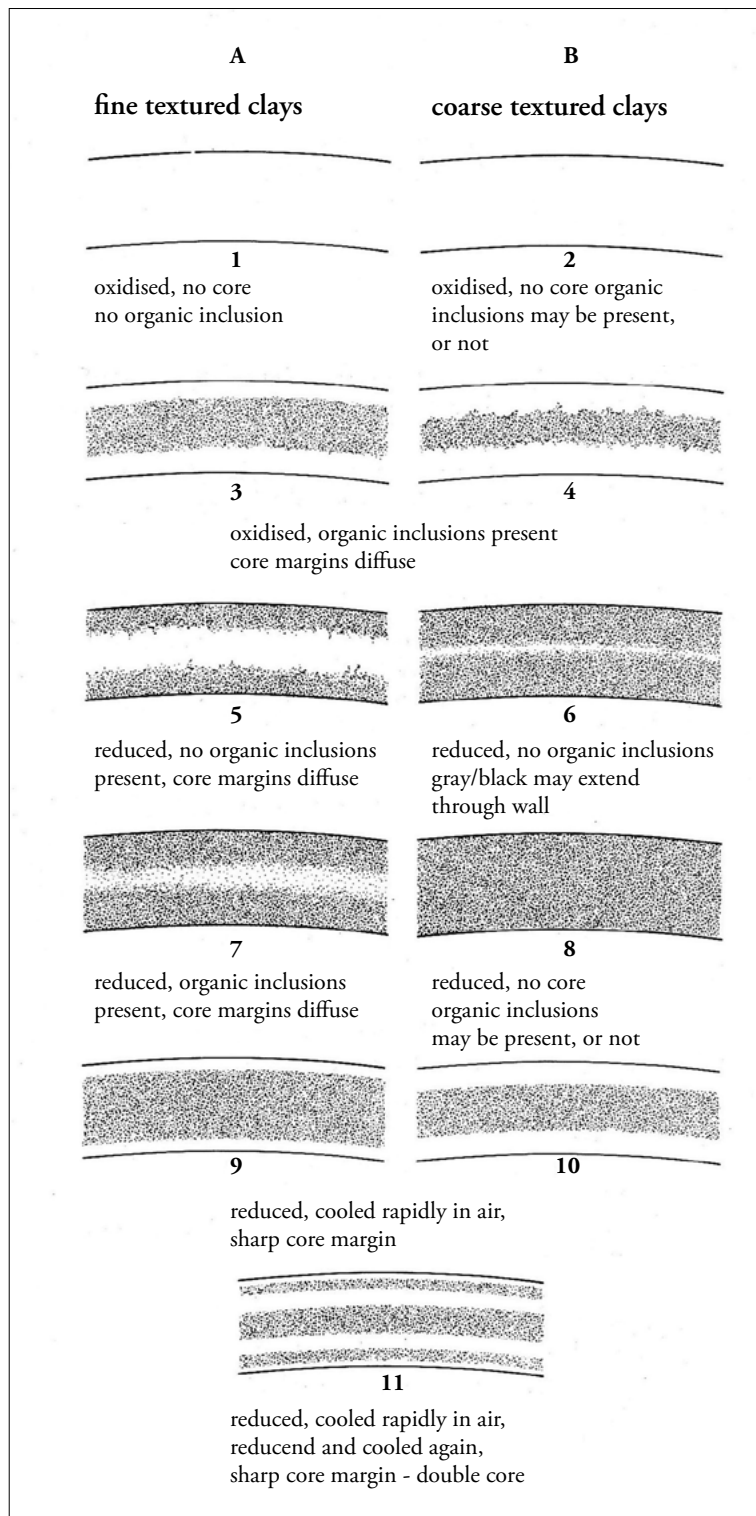 A
B
fine textured clays
coarse textured clays
1
2
oxidised, no core
no organic inclusion
oxidised, no core organic
inclusions may be present,
or not
3
4
oxidised, organic inclusions present
core margins diffuse
5
6
reduced, no organic inclusions
present, core margins diffuse
reduced, no organic inclusions
gray/black may extend
through wall
7
8
reduced, organic inclusions
present, core margins diffuse
reduced, no core
organic inclusions
may be present, or not
9
10
reduced, cooled rapidly in air,
sharp core margin
11
reduced, cooled rapidly in air,
reducend and cooled again,
sharp core margin - double core